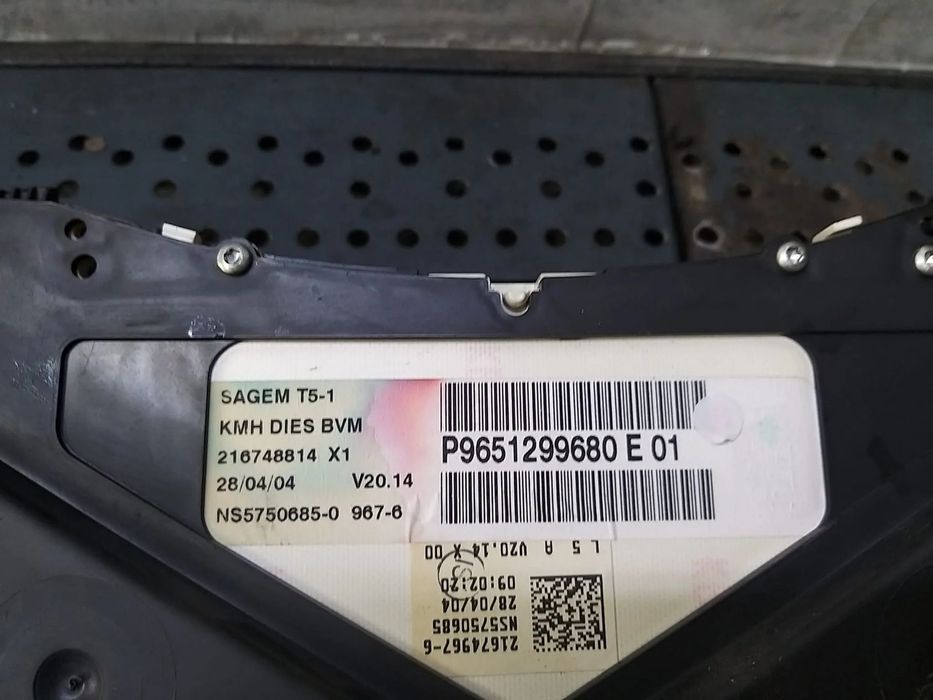 SAGEM T5-1
KMH DIES BVM
216748814 X1
28/04/04 V20.14
NS5750685-0 967-6
P9651299680 E 01
21674967-6
NS5750685
28/04/04
09:02:20
L 5 A V20.14 X 00